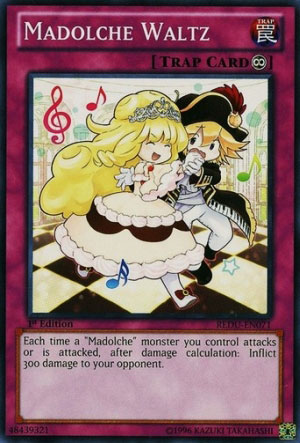 MADOLCHE WALTZ
TRAP
罠
[TRAP CARD∞]
1st Edition
REDU-EN071
Each time a "Madolche" monster you control attacks
or is attacked, after damage calculation: Inflict
300 damage to your opponent.
48439321
©1996 KAZUKI TAKAHASHI